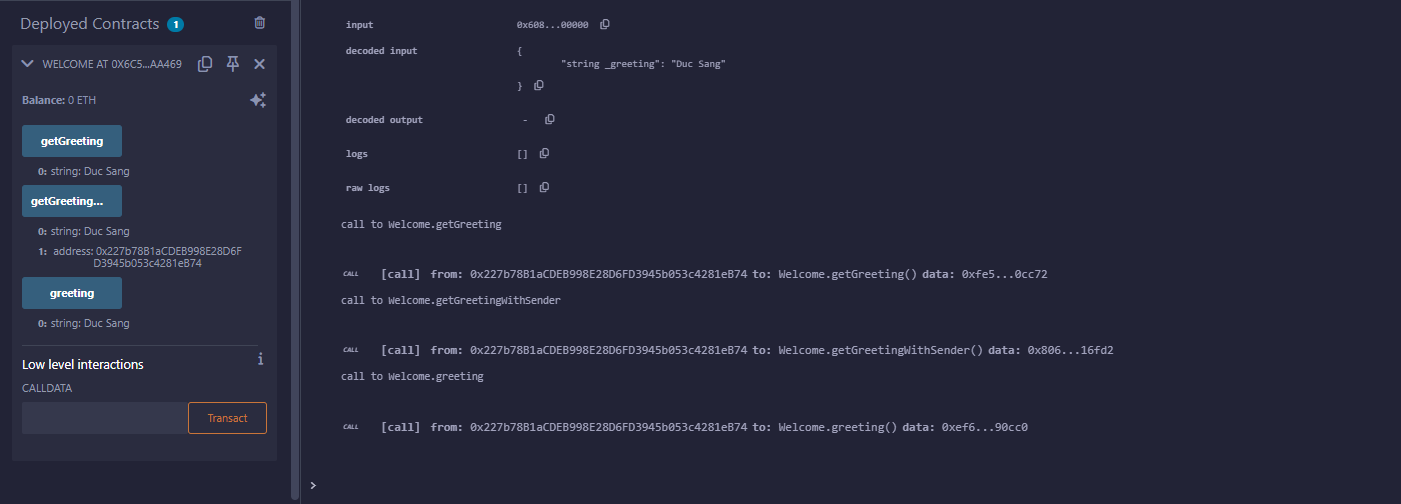 Deployed Contracts 1
WELCOME AT 0X6C5...AA469
Balance: 0 ETH
getGreeting
0: string: Duc Sang
getGreeting...
0: string: Duc Sang
1: address: 0x227b78B1aCDEB998E28D6F
D3945b053c4281eB74
greeting
0: string: Duc Sang
Low level interactions
i
CALLDATA
Transact
input 0x608...00000
decoded input {
"string _greeting": "Duc Sang"
}
decoded output -
logs []
raw logs []
call to Welcome.getGreeting
CALL [call] from: 0x227b78B1aCDEB998E28D6FD3945b053c4281eB74 to: Welcome.getGreeting() data: 0xfe5...0cc72
call to Welcome.getGreetingWithSender
CALL [call] from: 0x227b78B1aCDEB998E28D6FD3945b053c4281eB74 to: Welcome.getGreetingWithSender() data: 0x806...16fd2
call to Welcome.greeting
CALL [call] from: 0x227b78B1aCDEB998E28D6FD3945b053c4281eB74 to: Welcome.greeting() data: 0xef6...90cc0
>